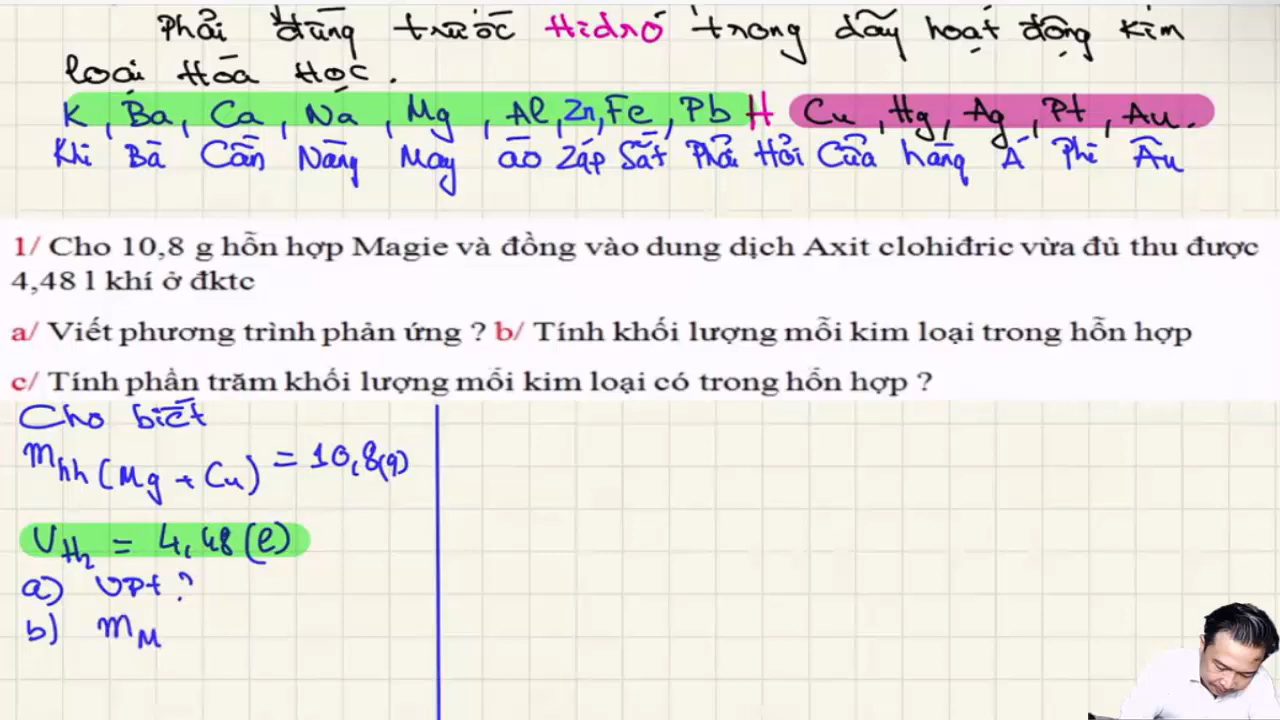 Phải đứng trước Hidrô trong dãy hoạt động kim
loại Hóa Học.
K, Ba, Ca, Na, Mg, Al, Zn, Fe, Pb H Cu, Hg, Ag, Pt, Au.
Khi Bà Cần Nàng May áo Záp Sắt Phải Hỏi Cửa hàng Á Phi Âu
1/ Cho 10,8 g hỗn hợp Magie và đồng vào dung dịch Axit clohiđric vừa đủ thu được
4,48 l khí ở đktc
a/ Viết phương trình phản ứng ? b/ Tính khối lượng mỗi kim loại trong hỗn hợp
c/ Tính phần trăm khối lượng mỗi kim loại có trong hỗn hợp ?
Cho biết
mhh (Mg + Cu) = 10,8(g)
VH2 = 4,48 (l)
a) VPt ?
b) mM